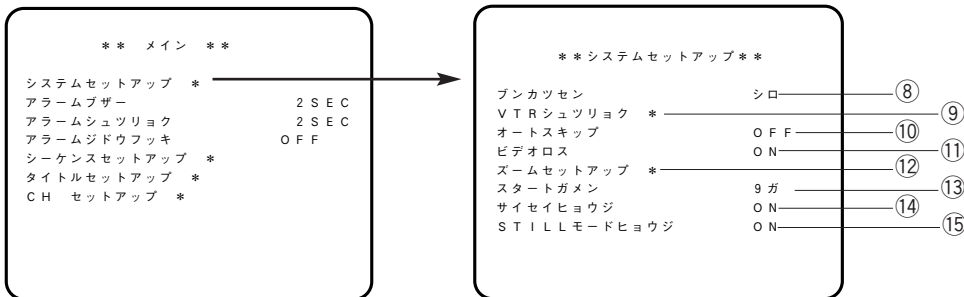 ** メイン **
システムセットアップ *
アラームブザー 2SEC
アラームシュツリョク 2SEC
アラームジドウフッキ OFF
シーケンスセットアップ *
タイトルセットアップ *
CH セットアップ *
**システムセットアップ**
ブンカツセン シロ ⑧
VTRシュツリョク * ⑨
オートスキップ OFF ⑩
ビデオロス ON ⑪
ズームセットアップ * ⑫
スタートガメン 9ガ ⑬
サイセイヒョウジ ON ⑭
STILLモードヒョウジ ON ⑮